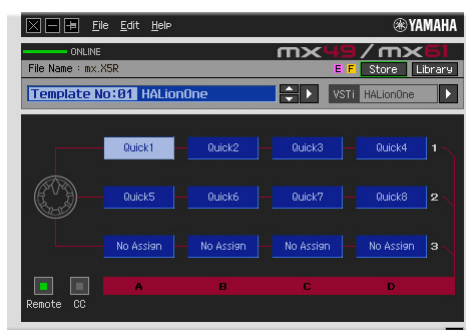 File Edit Help YAMAHA
ONLINE mx49/mx61
File Name : mx.X5R E F Store Library
Template No:01 HALionOne VSTi HALionOne
Quick1 Quick2 Quick3 Quick4 1
Quick5 Quick6 Quick7 Quick8 2
No Assign No Assign No Assign No Assign 3
A B C D
Remote CC